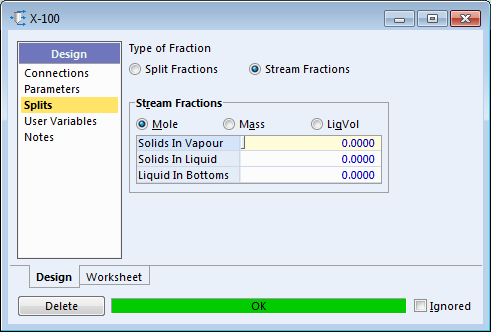 X-100
Design
Connections
Parameters
Splits
User Variables
Notes
Type of Fraction
Split Fractions
Stream Fractions
Stream Fractions
Mole
Mass
LiqVol
Solids In Vapour 0.0000
Solids In Liquid 0.0000
Liquid In Bottoms 0.0000
Design
Worksheet
Delete
OK
Ignored